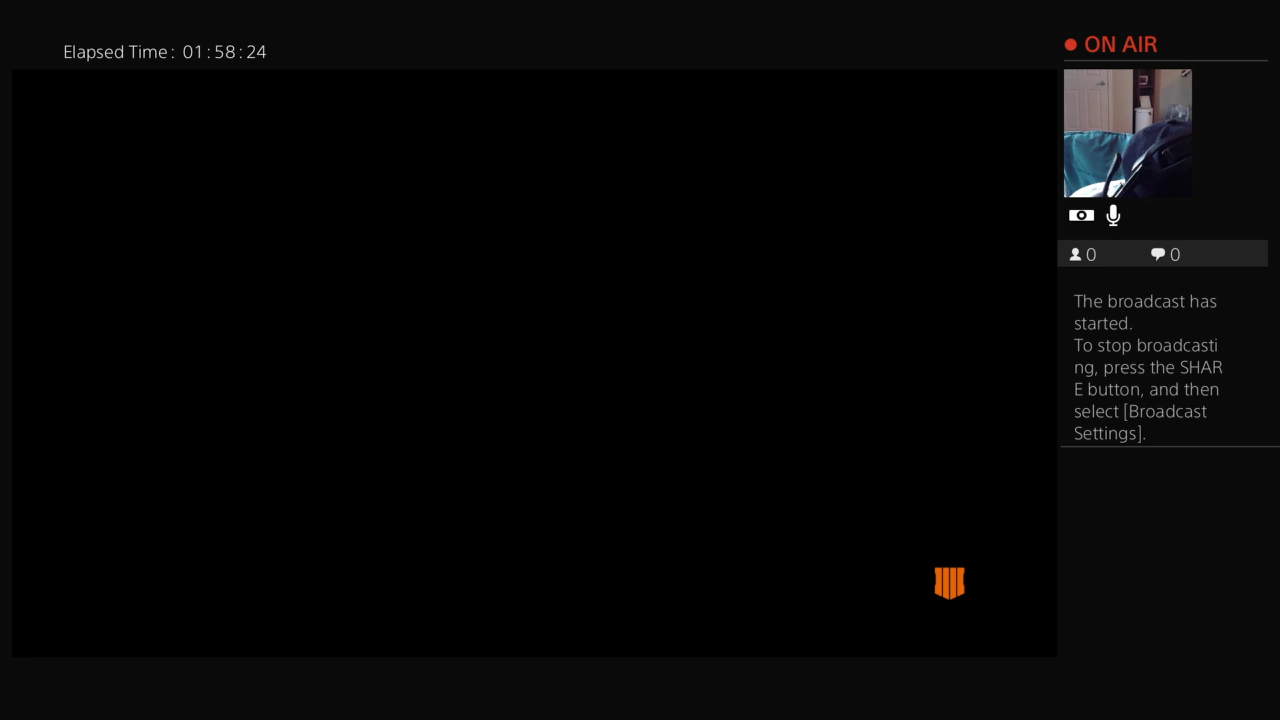 Elapsed Time: 01:58:24
ON AIR
0 0
The broadcast has
started.
To stop broadcasti
ng, press the SHAR
E button, and then
select [Broadcast
Settings].